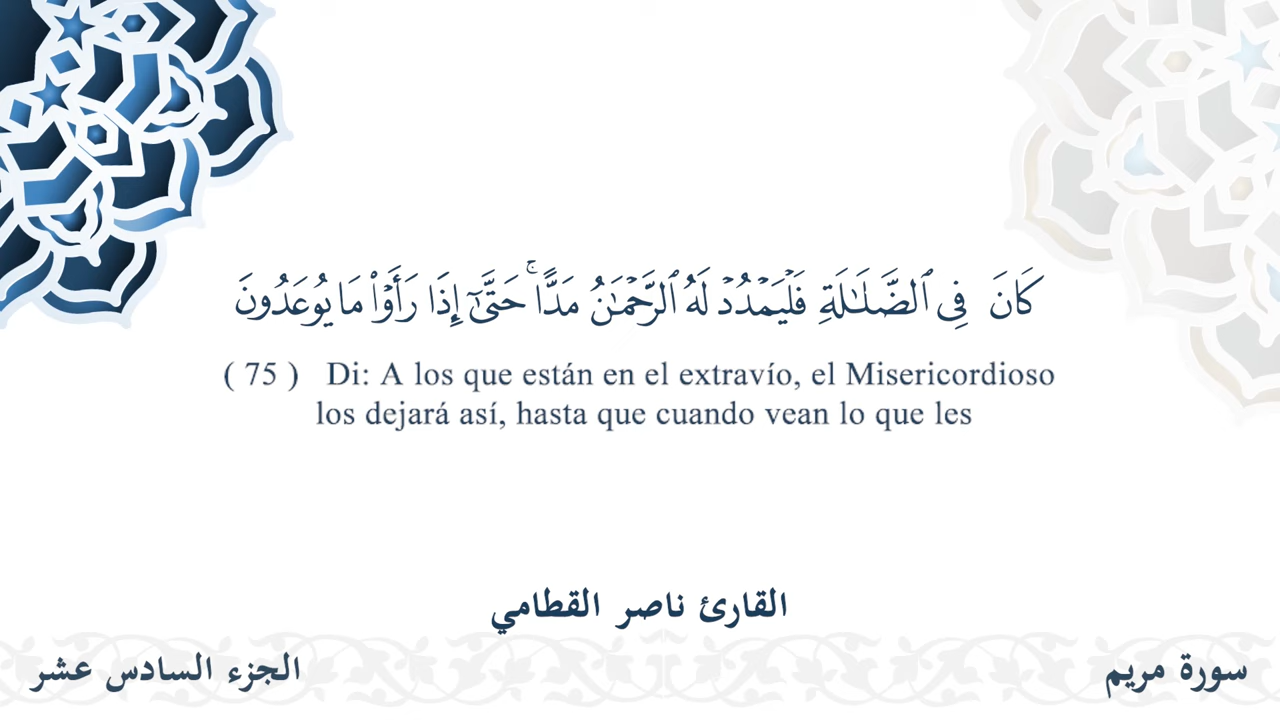 كَانَ فِى ٱلضَّلَـٰلَةِ فَلْيَمْدُدْ لَهُ ٱلرَّحْمَـٰنُ مَدًّا ۚ حَتَّىٰٓ إِذَا رَأَوْا۟ مَا يُوعَدُونَ
( 75 ) Di: A los que están en el extravío, el Misericordioso
los dejará así, hasta que cuando vean lo que les
القارئ ناصر القطامي
سورة مريم
الجزء السادس عشر